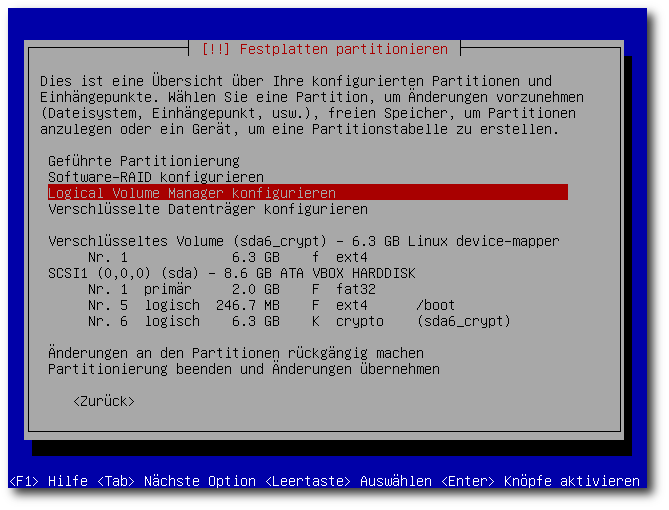 [!!] Festplatten partitionieren
Dies ist eine Übersicht über Ihre konfigurierten Partitionen und
Einhängepunkte. Wählen Sie eine Partition, um Änderungen vorzunehmen
(Dateisystem, Einhängepunkt, usw.), freien Speicher, um Partitionen
anzulegen oder ein Gerät, um eine Partitionstabelle zu erstellen.
Geführte Partitionierung
Software-RAID konfigurieren
Logical Volume Manager konfigurieren
Verschlüsselte Datenträger konfigurieren
Verschlüsseltes Volume (sda6_crypt) - 6.3 GB Linux device-mapper
Nr. 1 6.3 GB f ext4
SCSI1 (0,0,0) (sda) - 8.6 GB ATA VBOX HARDDISK
Nr. 1 primär 2.0 GB F fat32
Nr. 5 logisch 246.7 MB F ext4 /boot
Nr. 6 logisch 6.3 GB K crypto (sda6_crypt)
Änderungen an den Partitionen rückgängig machen
Partitionierung beenden und Änderungen übernehmen
<Zurück>
<F1> Hilfe <Tab> Nächste Option <Leertaste> Auswählen <Enter> Knöpfe aktivieren